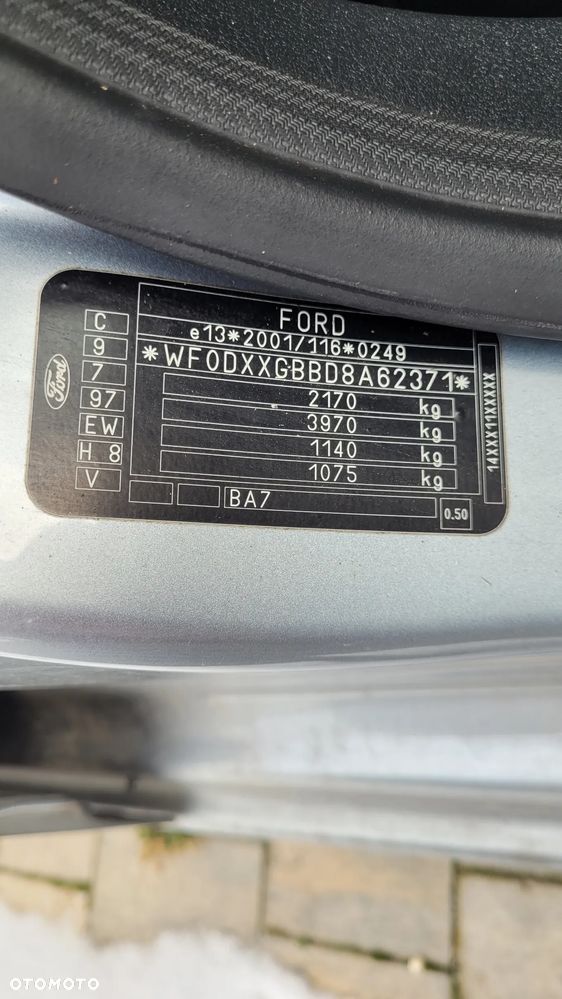 FORD
e13*2001/116*0249
*WF0DXXGBBD8A62371*
2170 kg
3970 kg
1140 kg
1075 kg
C
9
7
97
EW
H 8
V
Ford
BA7
0.50
14XXX11XXXXX
OTOMOTO